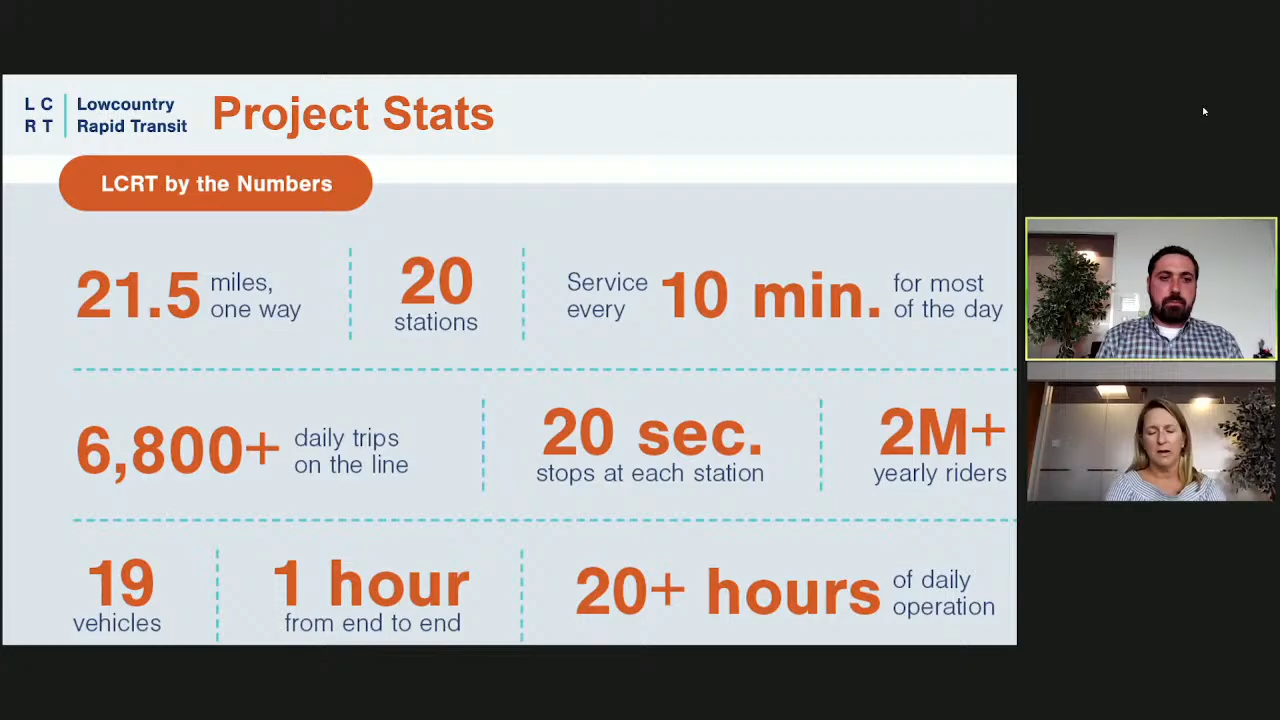 L C
R T
Lowcountry
Rapid Transit
Project Stats
LCRT by the Numbers
21.5 miles,
one way
20
stations
Service
every
10 min.
for most
of the day
6,800+
daily trips
on the line
20 sec.
stops at each station
2M+
yearly riders
19
vehicles
1 hour
from end to end
20+ hours
of daily
operation